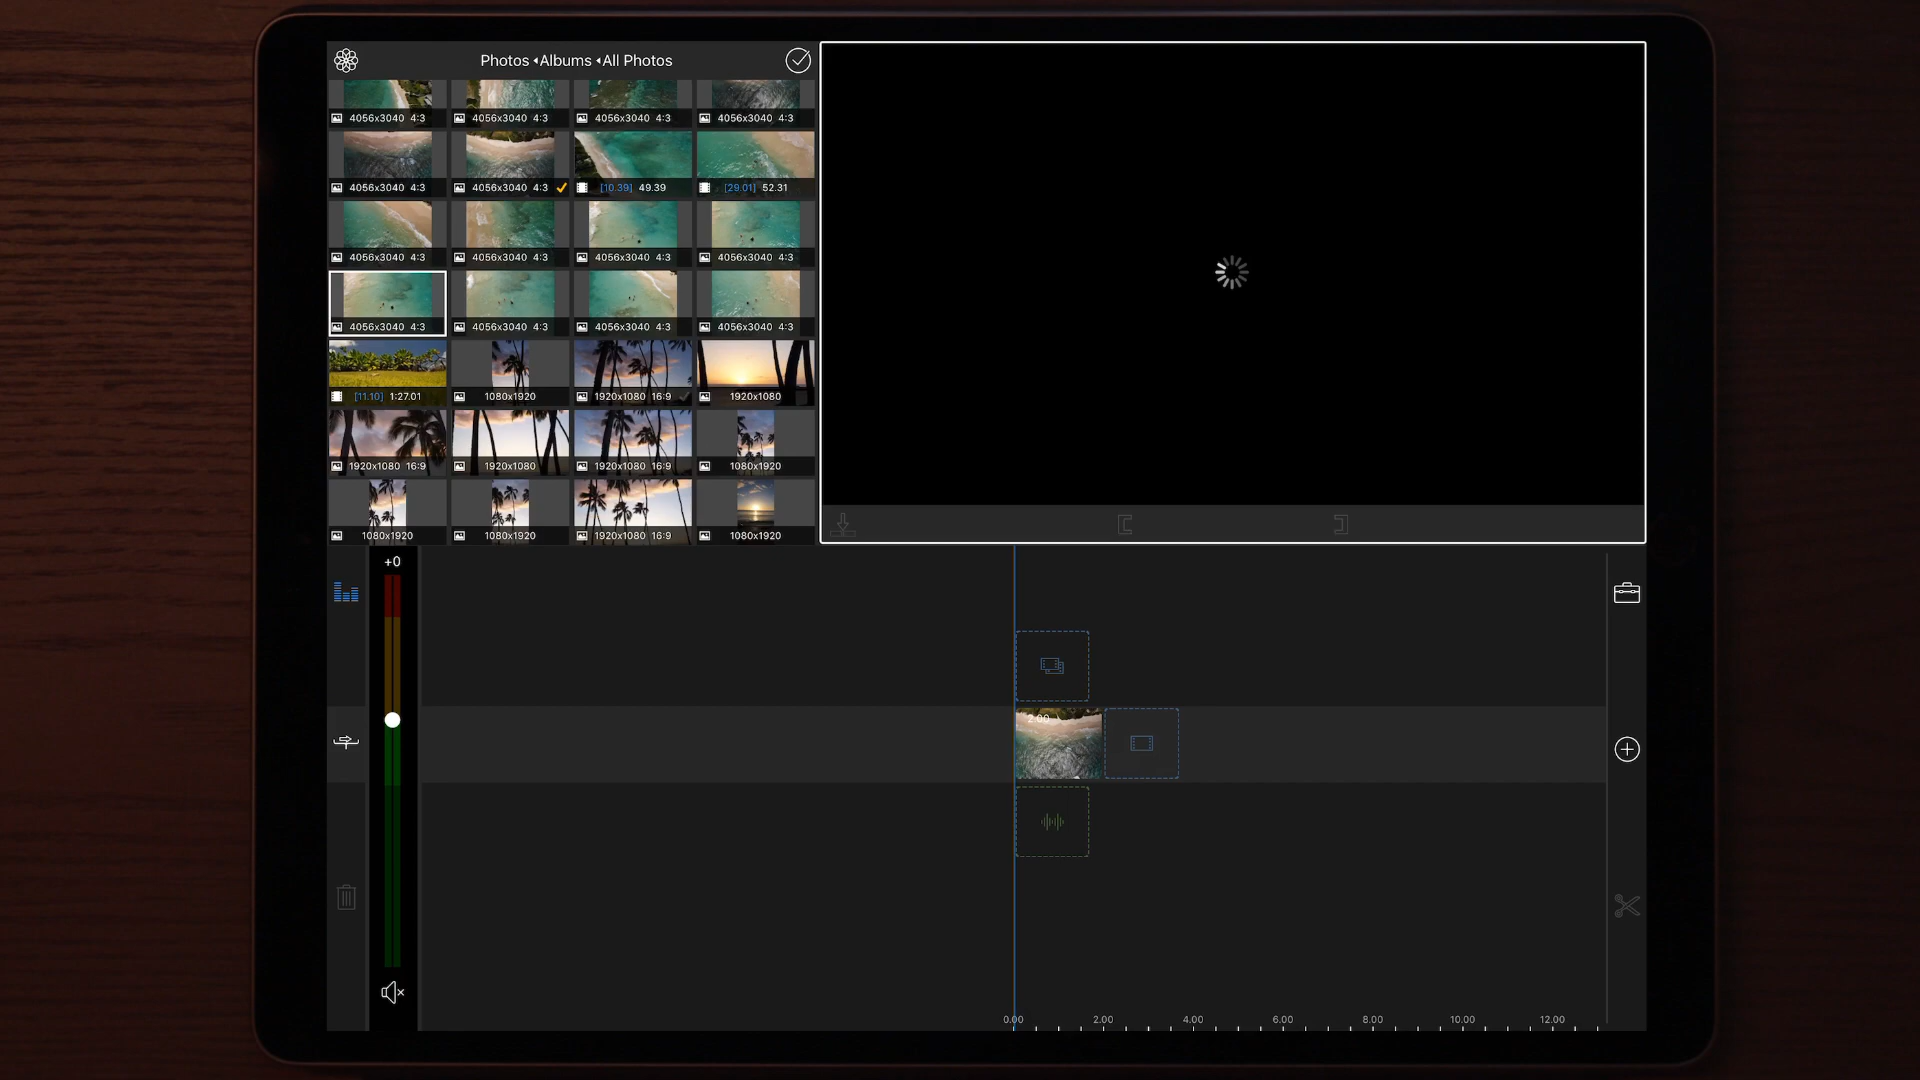 Photos ◂Albums ◂All Photos
4056x3040 4:3 4056x3040 4:3 4056x3040 4:3 4056x3040 4:3
4056x3040 4:3 4056x3040 4:3 [10.39] 49.39 [29.01] 52.31
4056x3040 4:3 4056x3040 4:3 4056x3040 4:3 4056x3040 4:3
4056x3040 4:3 4056x3040 4:3 4056x3040 4:3 4056x3040 4:3
[11.10] 1:27.01 1080x1920 1920x1080 16:9 1920x1080
1920x1080 16:9 1920x1080 1920x1080 16:9 1080x1920
1080x1920 1080x1920 1920x1080 16:9 1080x1920
+0
2.00
0.00 2.00 4.00 6.00 8.00 10.00 12.00